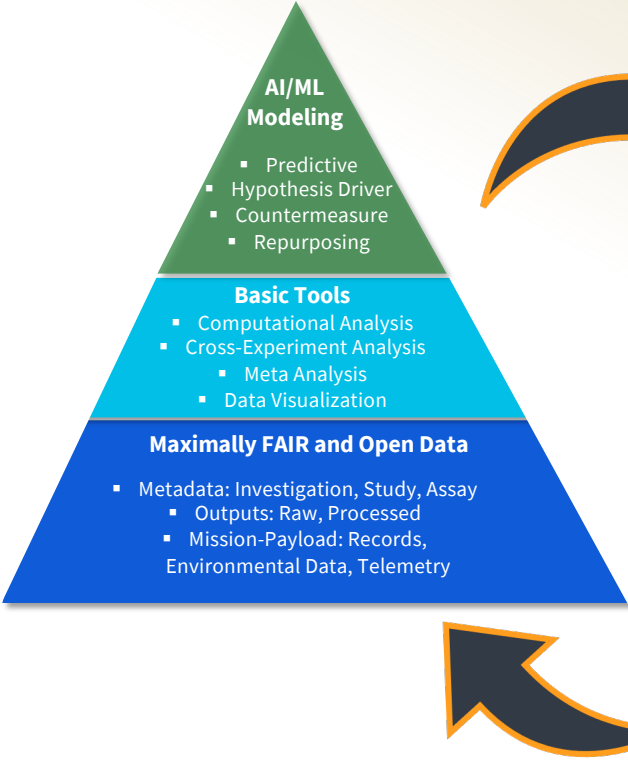 AI/ML
Modeling
▪ Predictive
▪ Hypothesis Driver
▪ Countermeasure
▪ Repurposing
Basic Tools
▪ Computational Analysis
▪ Cross-Experiment Analysis
▪ Meta Analysis
▪ Data Visualization
Maximally FAIR and Open Data
▪ Metadata: Investigation, Study, Assay
▪ Outputs: Raw, Processed
▪ Mission-Payload: Records,
Environmental Data, Telemetry